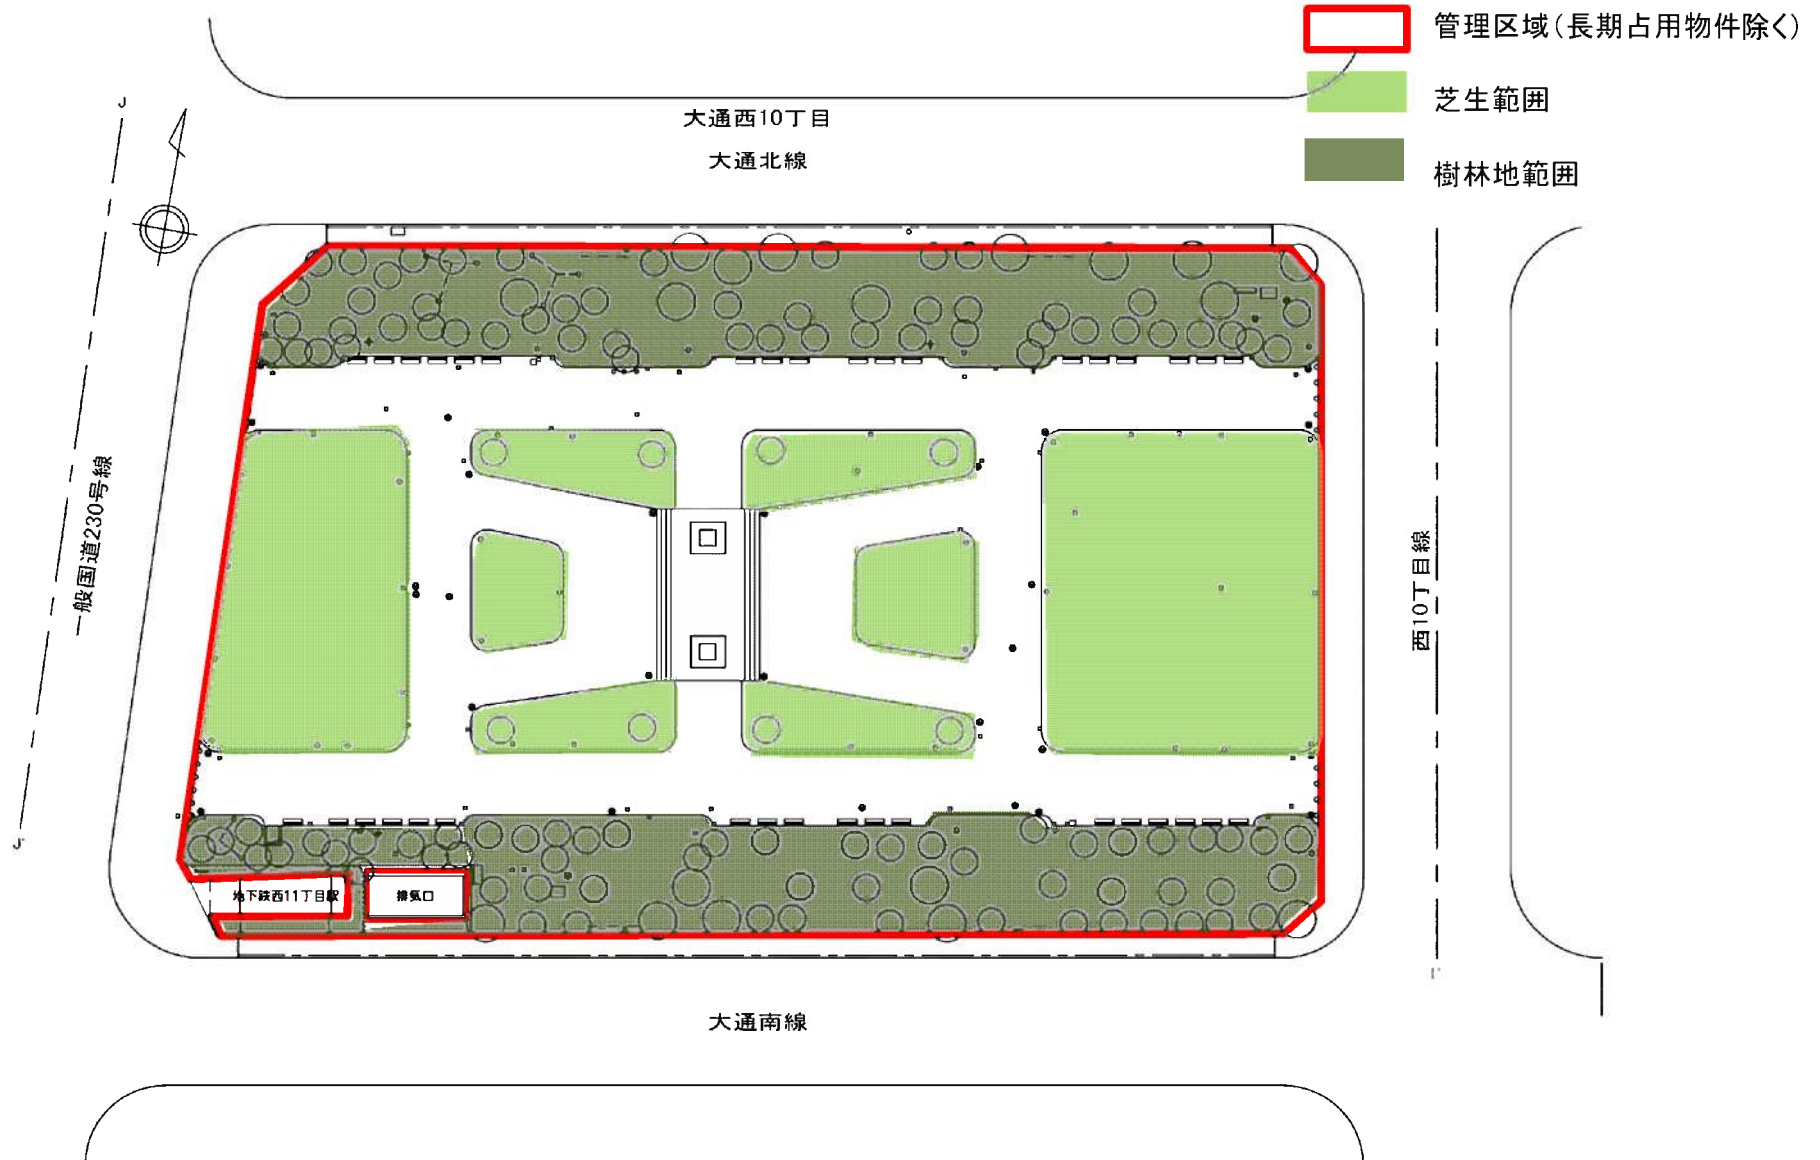 管理区域(長期占用物件除く)
芝生範囲
樹林地範囲
大通西10丁目
大通北線
一般国道230号線
西10丁目線
地下鉄西11丁目駅
排気口
大通南線